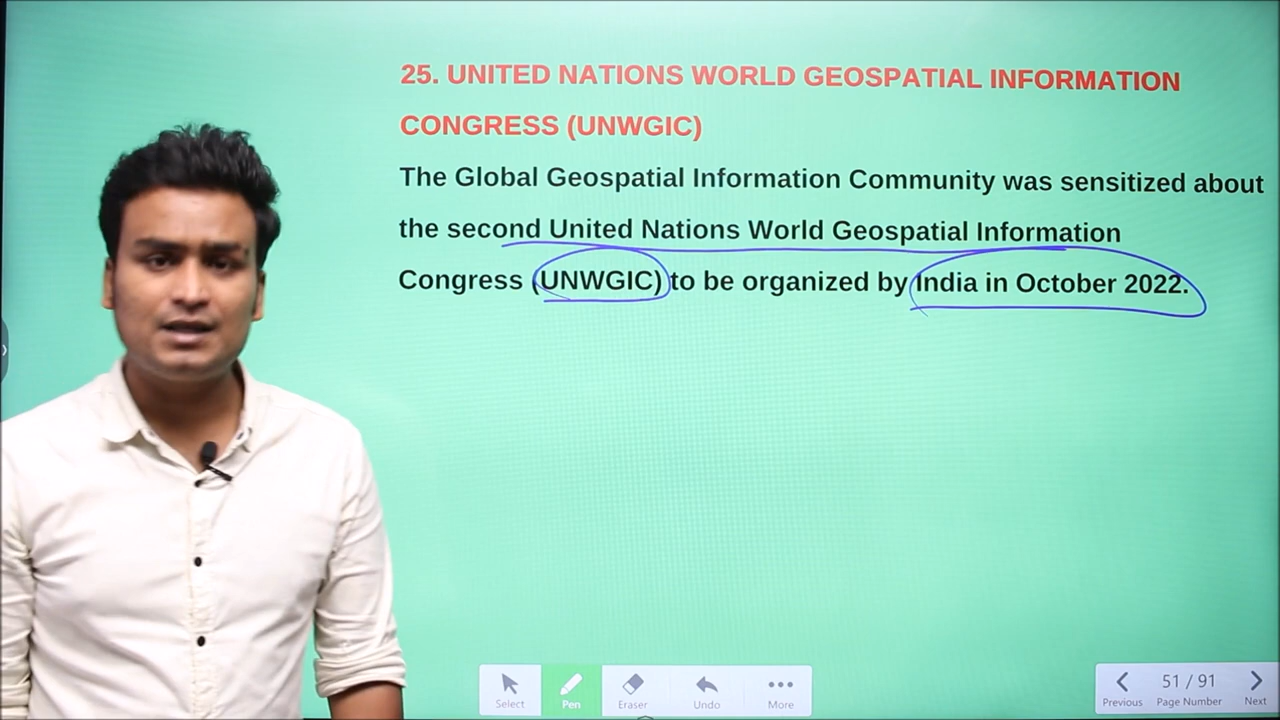 25. UNITED NATIONS WORLD GEOSPATIAL INFORMATION
CONGRESS (UNWGIC)
The Global Geospatial Information Community was sensitized about
the second United Nations World Geospatial Information
Congress (UNWGIC) to be organized by India in October 2022.
Select
Pen
Eraser
Undo
More
51 / 91
Previous
Page Number
Next